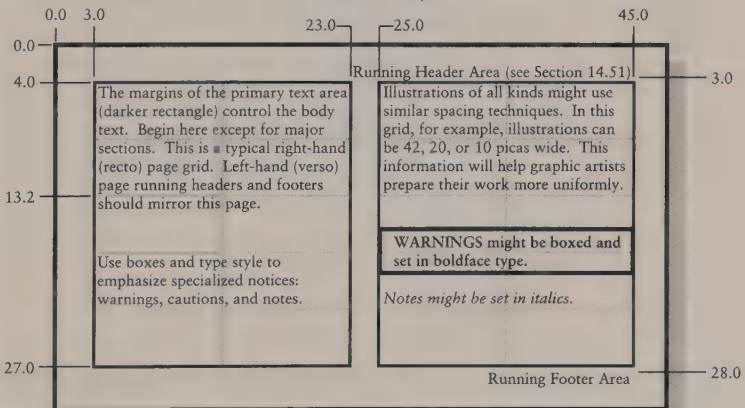 0.0 3.0 23.0 25.0 45.0
0.0
4.0
Running Header Area (see Section 14.51)
3.0
The margins of the primary text area
(darker rectangle) control the body
text. Begin here except for major
sections. This is a typical right-hand
(recto) page grid. Left-hand (verso)
page running headers and footers
should mirror this page.
13.2
Use boxes and type style to
emphasize specialized notices:
warnings, cautions, and notes.
Illustrations of all kinds might use
similar spacing techniques. In this
grid, for example, illustrations can
be 42, 20, or 10 picas wide. This
information will help graphic artists
prepare their work more uniformly.
WARNINGS might be boxed and
set in boldface type.
Notes might be set in italics.
27.0
Running Footer Area
28.0